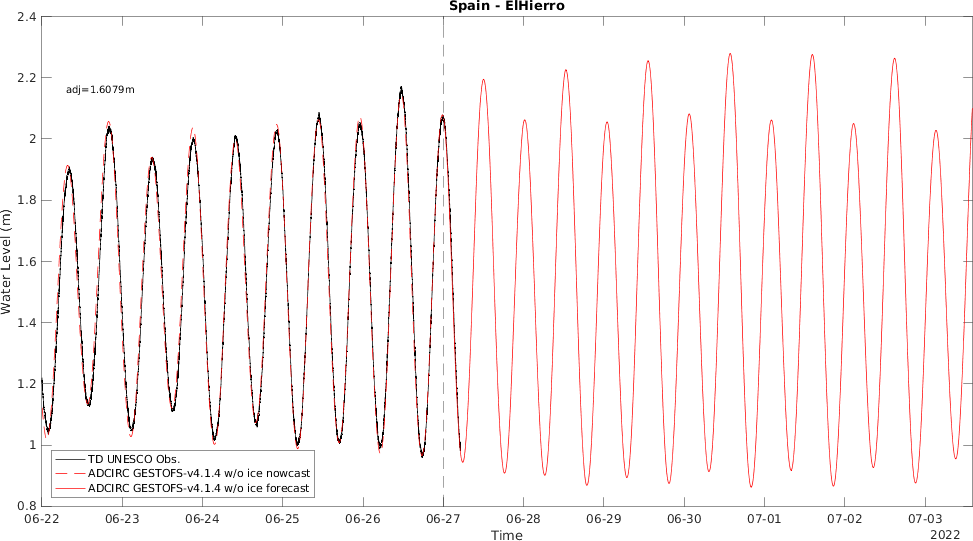 Spain - ElHierro
2.4
2.2
2
1.8
1.6
1.4
1.2
1
0.8
Water Level (m)
adj=1.6079m
TD UNESCO Obs.
ADCIRC GESTOFS-v4.1.4 w/o ice nowcast
ADCIRC GESTOFS-v4.1.4 w/o ice forecast
06-22 06-23 06-24 06-25 06-26 06-27 06-28 06-29 06-30 07-01 07-02 07-03
Time
2022